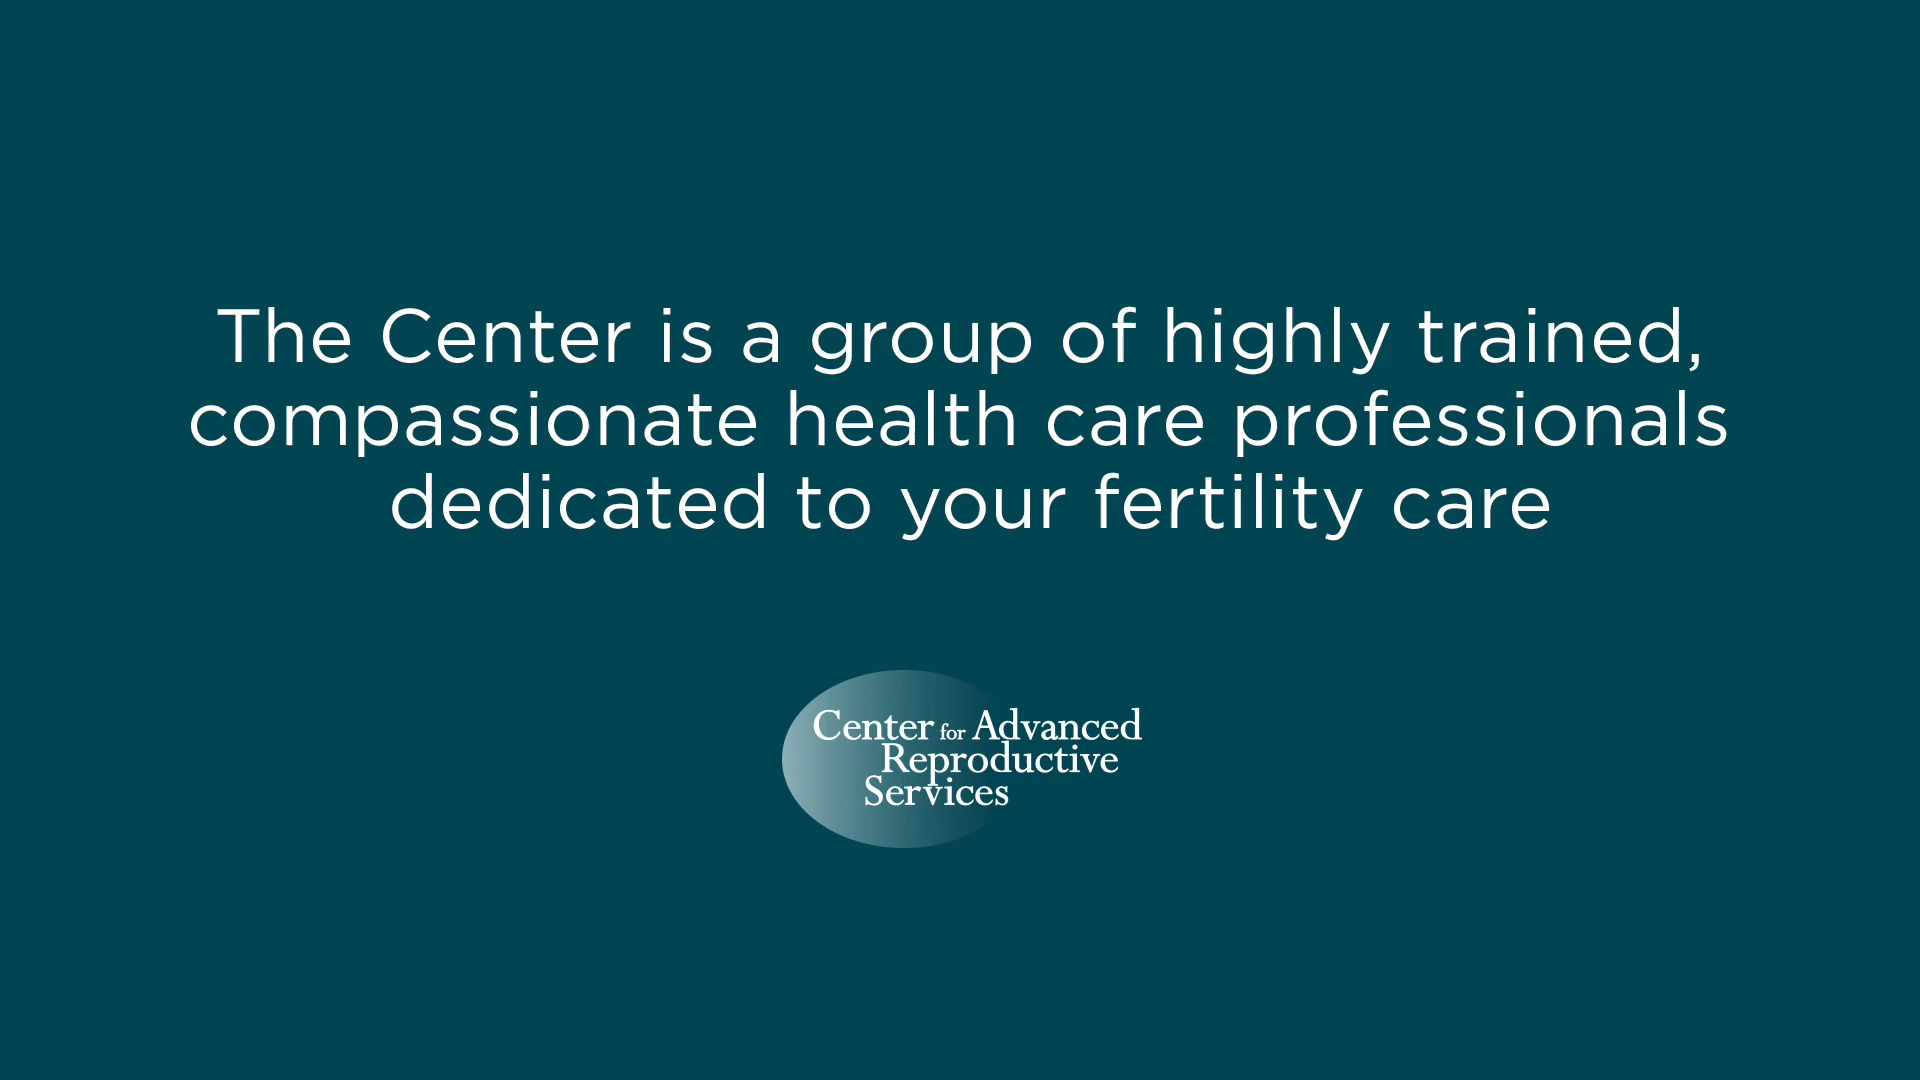 The Center is a group of highly trained,
compassionate health care professionals
dedicated to your fertility care
Center for Advanced
Reproductive
Services